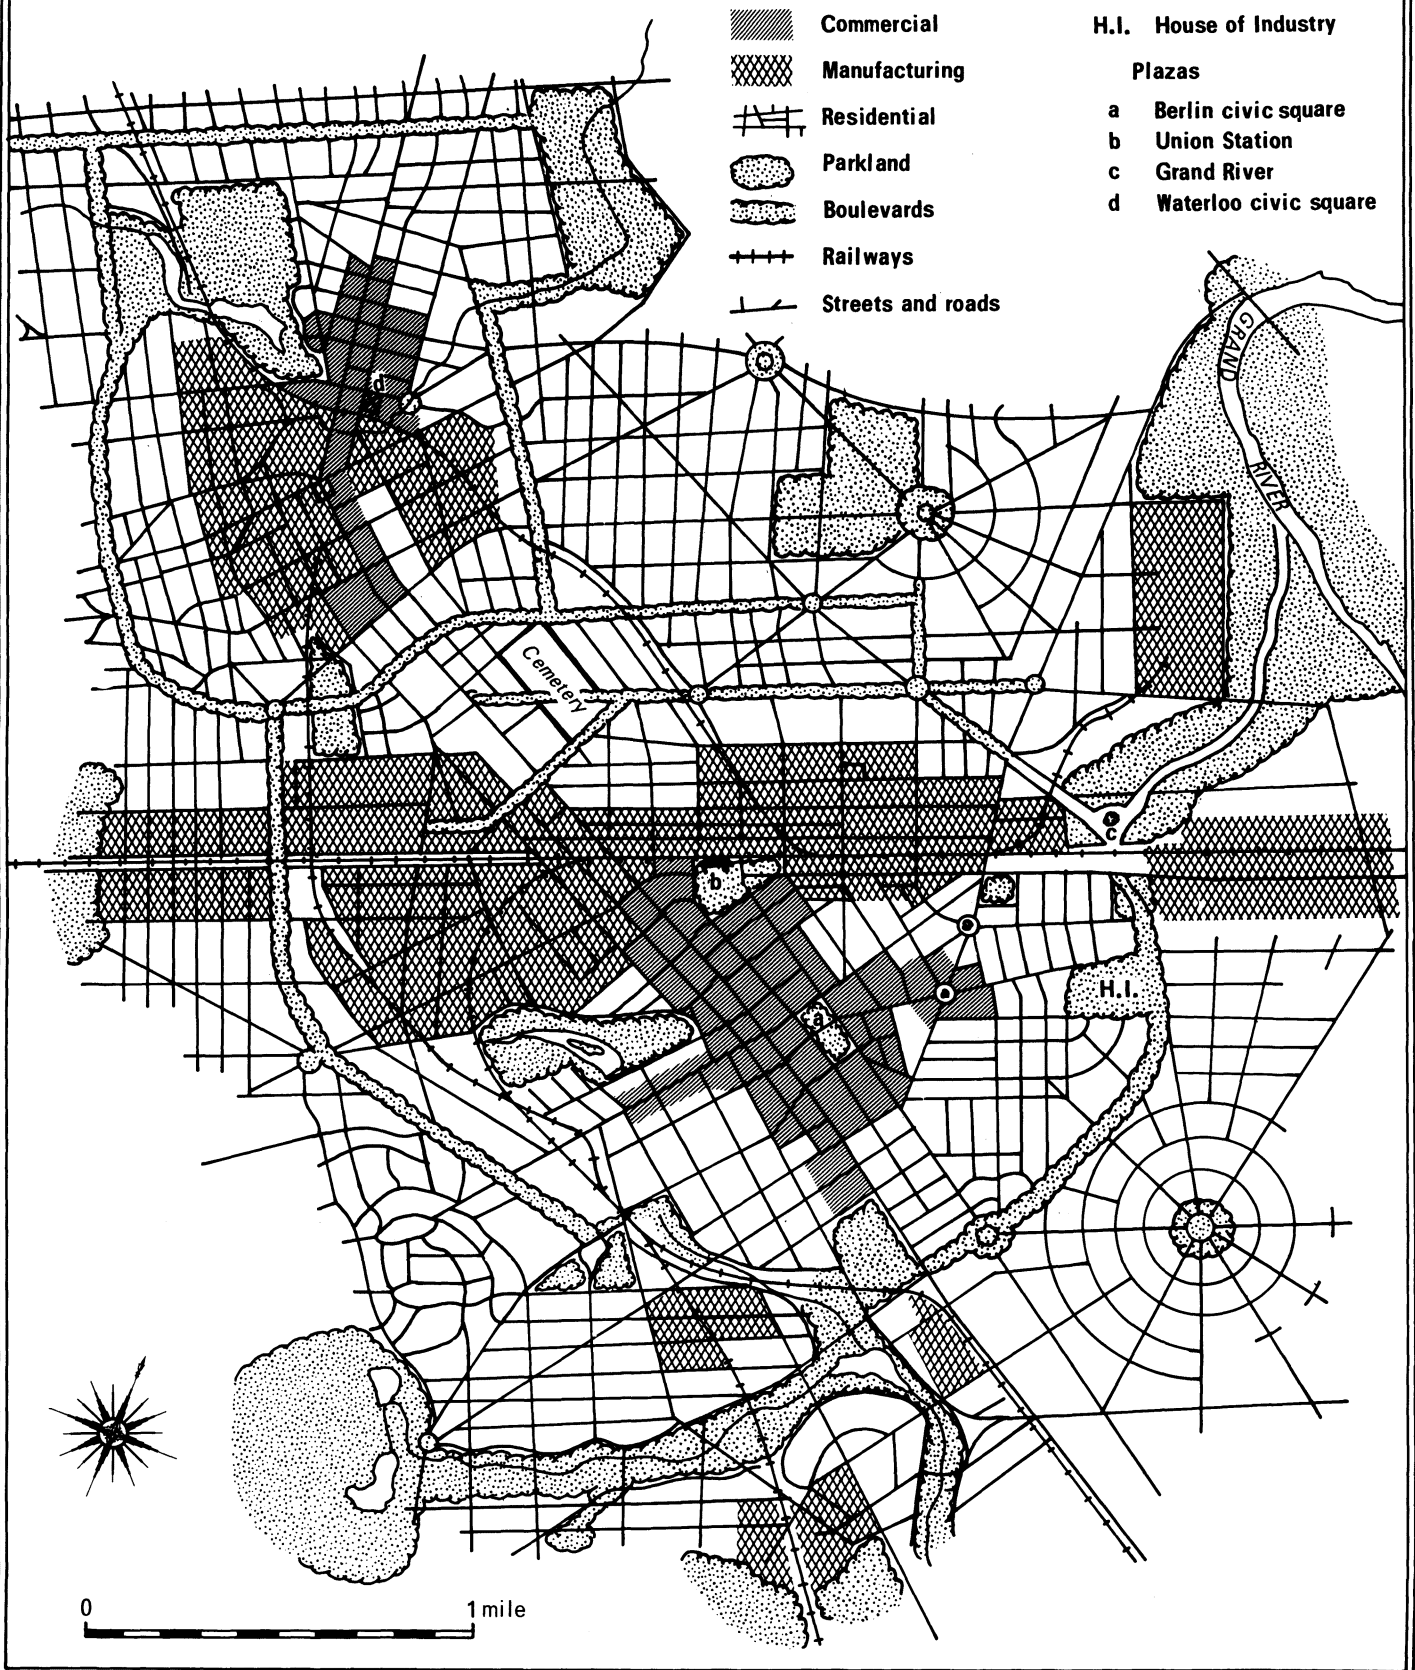 Commercial
Manufacturing
Residential
Parkland
Boulevards
Railways
Streets and roads
H.I. House of Industry
Plazas
a Berlin civic square
b Union Station
c Grand River
d Waterloo civic square
GRAND
RIVER
d
Cemetery
c
b
H.I.
a
0 1 mile